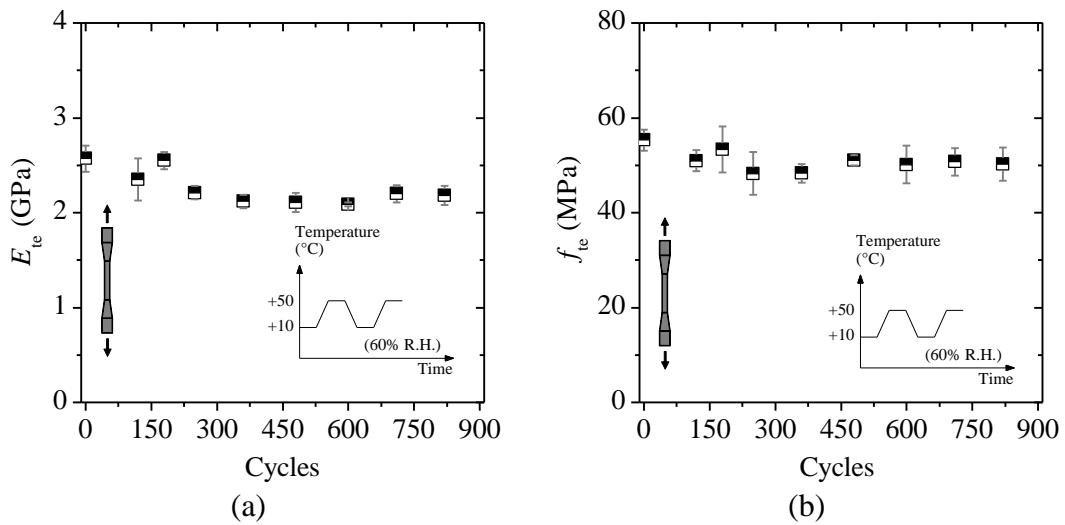 4
3
2
1
0
E_te (GPa)
Temperature
(°C)
+50
+10
(60% R.H.)
Time
0 150 300 450 600 750 900
Cycles
(a)
80
60
40
20
0
f_te (MPa)
Temperature
(°C)
+50
+10
(60% R.H.)
Time
0 150 300 450 600 750 900
Cycles
(b)